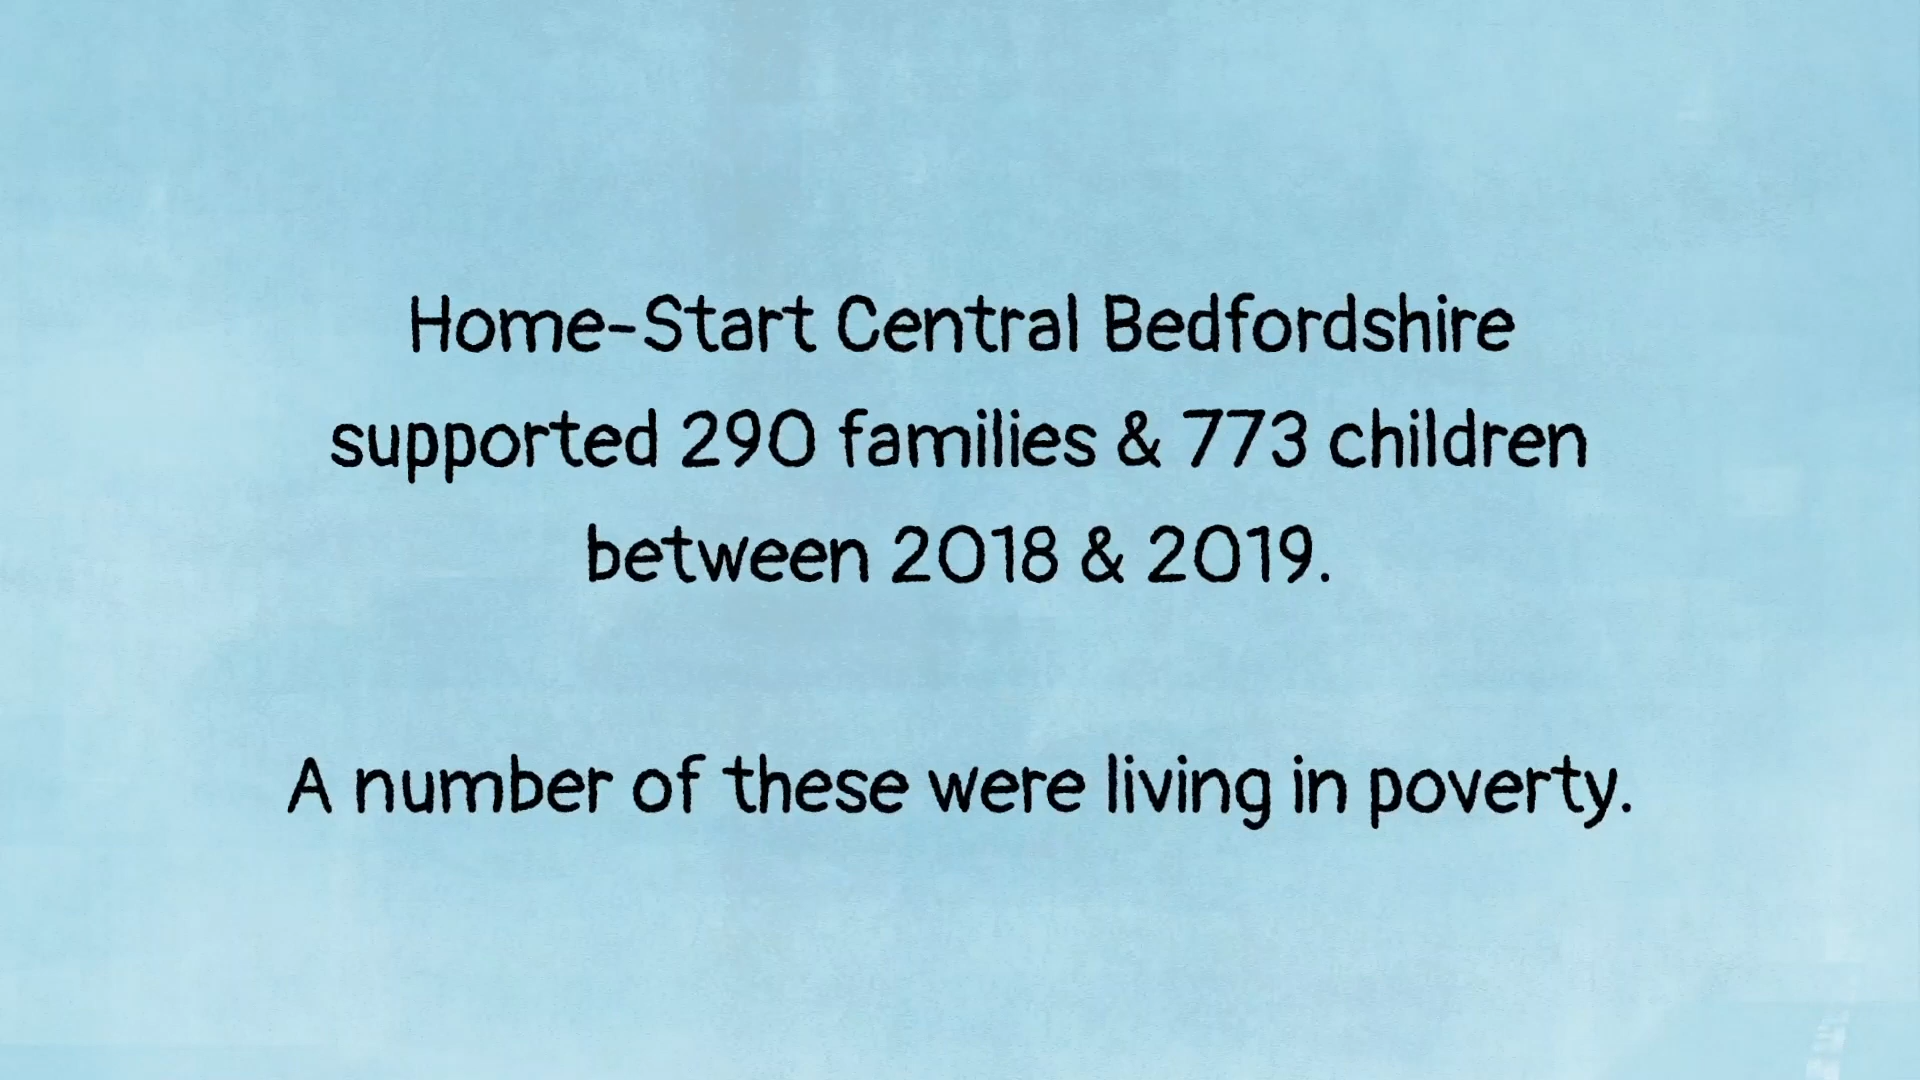 Home-Start Central Bedfordshire
supported 290 families & 773 children
between 2018 & 2019.
A number of these were living in poverty.